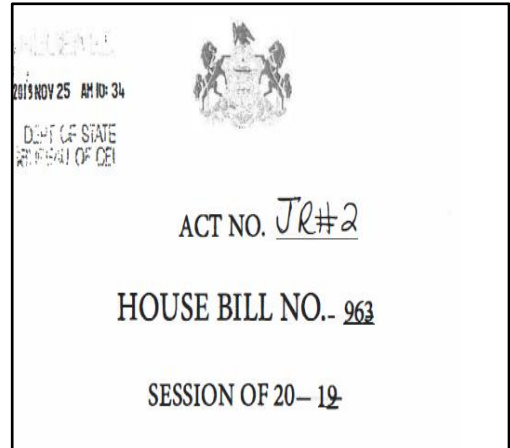 2019 NOV 25 AM 10: 34
DEPT OF STATE
OF
ACT NO. JR#2
HOUSE BILL NO.- 963
SESSION OF 20— 19